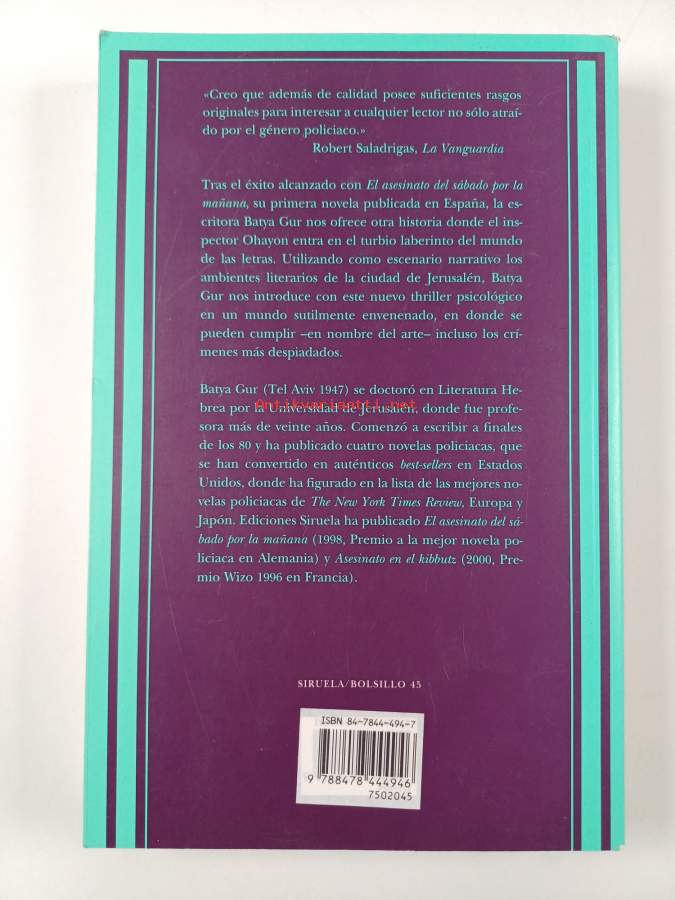 «Creo que además de calidad posee suficientes rasgos
originales para interesar a cualquier lector no sólo atraí-
do por el género policiaco.»
Robert Saladrigas, La Vanguardia
Tras el éxito alcanzado con El asesinato del sábado por la
mañana, su primera novela publicada en España, la es-
critora Batya Gur nos ofrece otra historia donde el ins-
pector Ohayon entra en el turbio laberinto del mundo
de las letras. Utilizando como escenario narrativo los
ambientes literarios de la ciudad de Jerusalén, Batya
Gur nos introduce con este nuevo thriller psicológico
en un mundo sutilmente envenenado, en donde se
pueden cumplir –en nombre del arte– incluso los crí-
menes más despiadados.
Batya Gur (Tel Aviv 1947) se doctoró en Literatura He-
brea por la Universidad de Jerusalén, donde fue profe-
Antikvariaatti.net
sora más de veinte años. Comenzó a escribir a finales
de los 80 y ha publicado cuatro novelas policiacas, que
se han convertido en auténticos best-sellers en Estados
Unidos, donde ha figurado en la lista de las mejores no-
velas policiacas de The New York Times Review, Europa y
Japón. Ediciones Siruela ha publicado El asesinato del sá-
bado por la mañana (1998, Premio a la mejor novela po-
liciaca en Alemania) y Asesinato en el kibbutz (2000, Pre-
mio Wizo 1996 en Francia).
SIRUELA/BOLSILLO 45
ISBN 84-7844-494-7
9 788478 444946
7502045